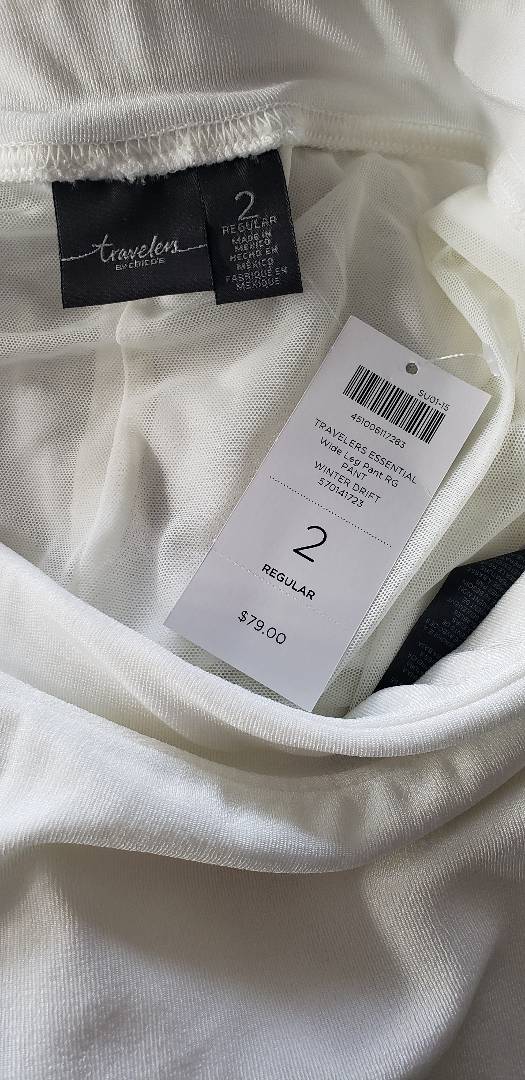 travelers
BY CHICO'S
2
REGULAR
MADE IN
MEXICO
HECHO EN
MÉXICO
FABRIQUÉ EN
MEXIQUE
SU01-15
451006117263
TRAVELERS ESSENTIAL
Wide Leg Pant RG
PANT
WINTER DRIFT
570141723
2
REGULAR
$79.00